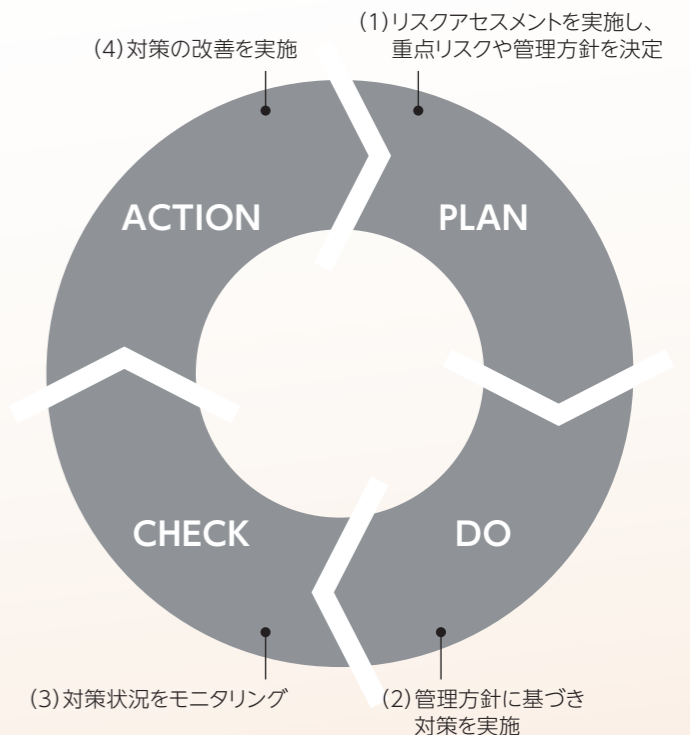 (1)リスクアセスメントを実施し、
重点リスクや管理方針を決定
(4)対策の改善を実施
ACTION
PLAN
CHECK
DO
(3)対策状況をモニタリング
(2)管理方針に基づき
対策を実施